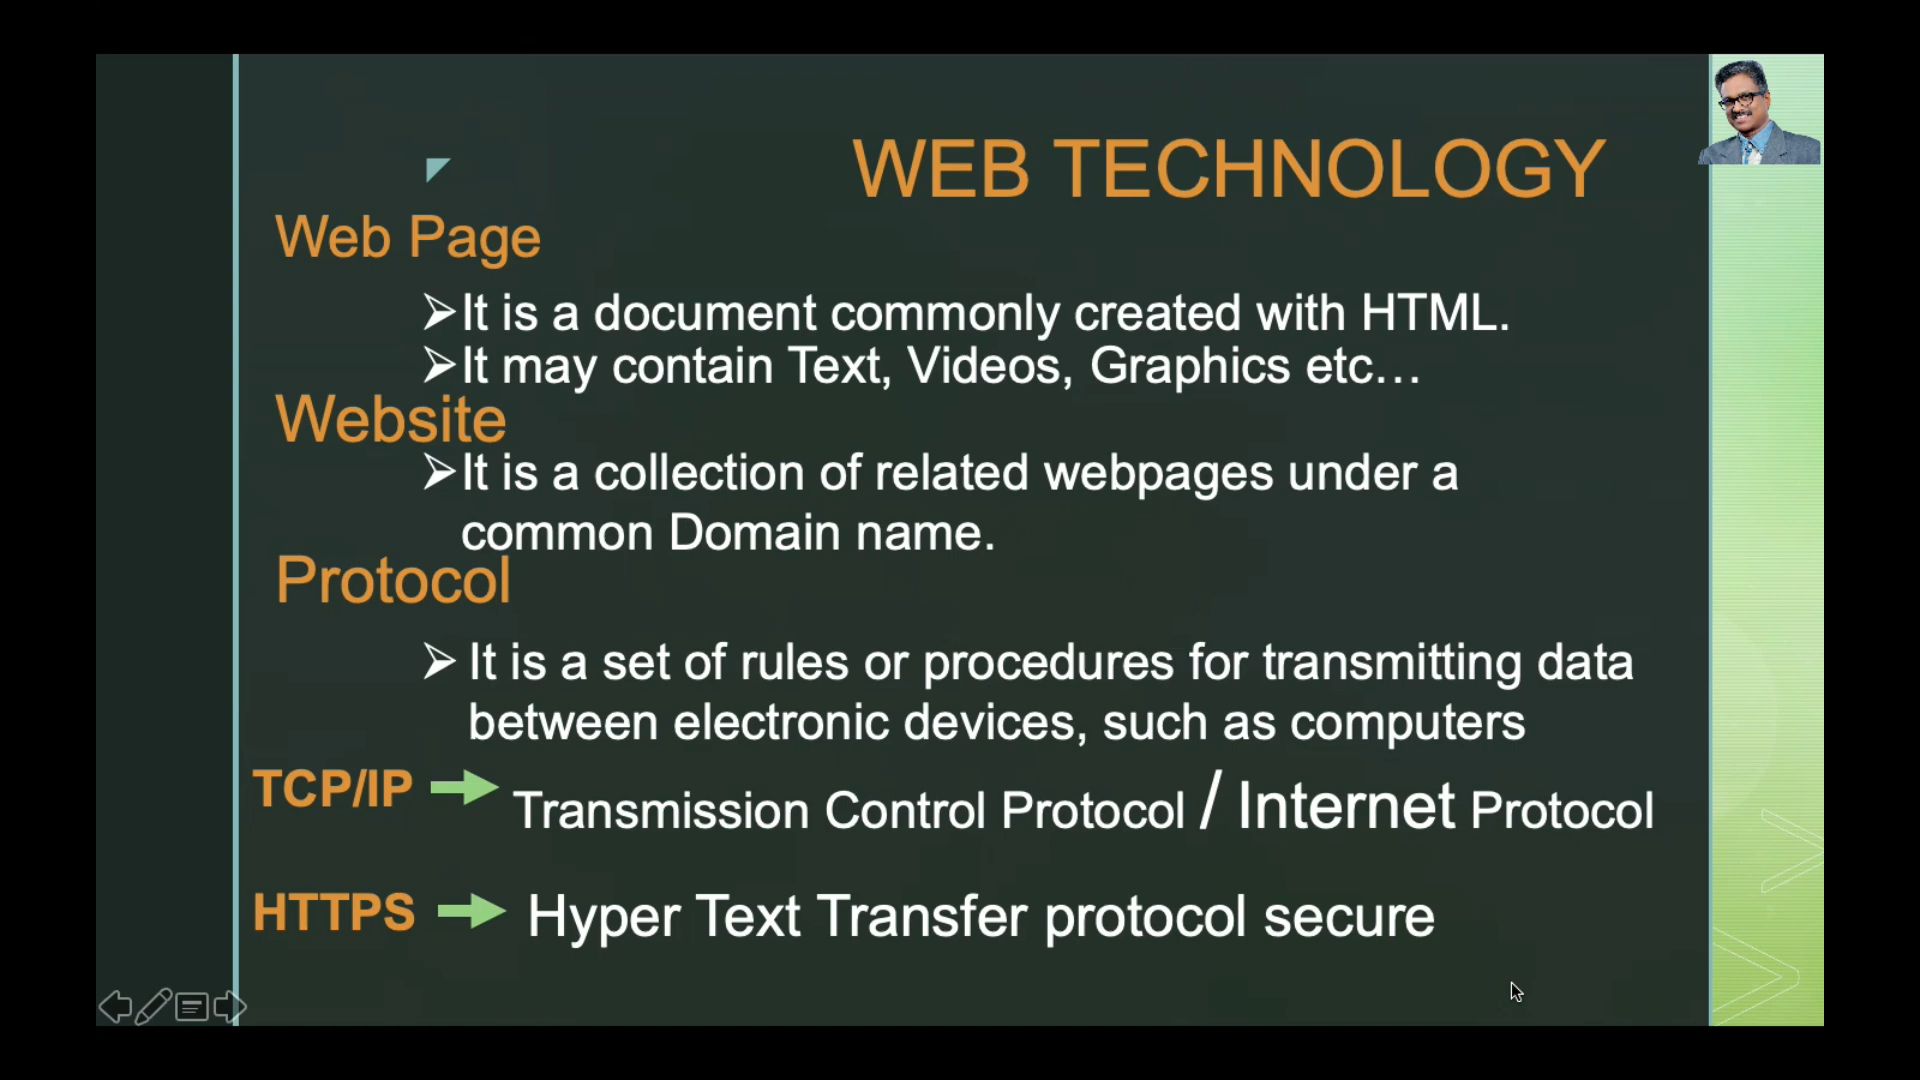 WEB TECHNOLOGY
Web Page
➢It is a document commonly created with HTML.
➢It may contain Text, Videos, Graphics etc…
Website
➢It is a collection of related webpages under a
common Domain name.
Protocol
➢ It is a set of rules or procedures for transmitting data
between electronic devices, such as computers
TCP/IP → Transmission Control Protocol / Internet Protocol
HTTPS → Hyper Text Transfer protocol secure